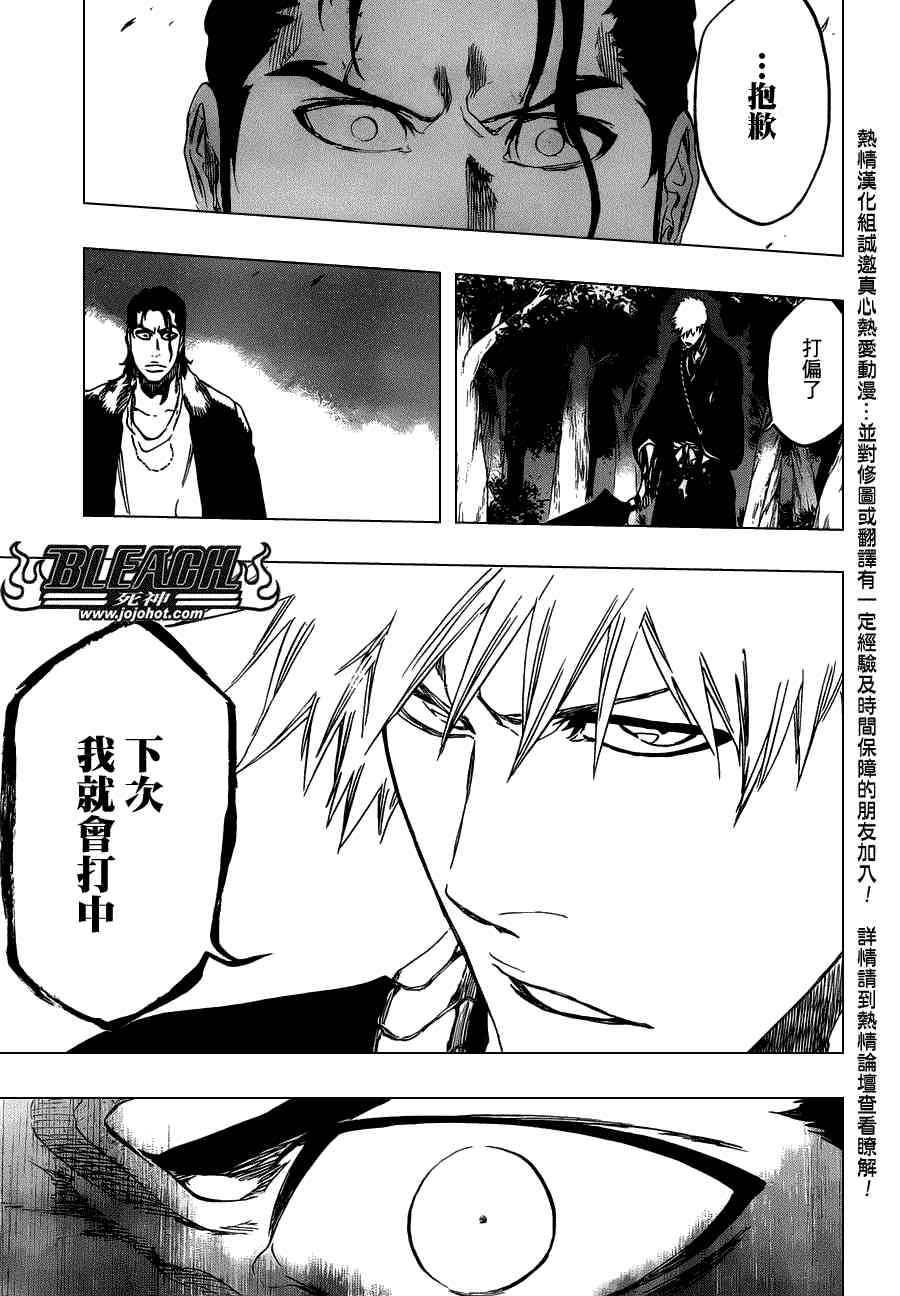 …抱歉
打偏了
BLEACH
死神
www.jojohot.com
下次
我就會打中
熱情漢化組誠邀真心熱愛動漫…並對修圖或翻譯有一定經驗及時間保障的朋友加入！ 詳情請到熱情論壇查看瞭解！